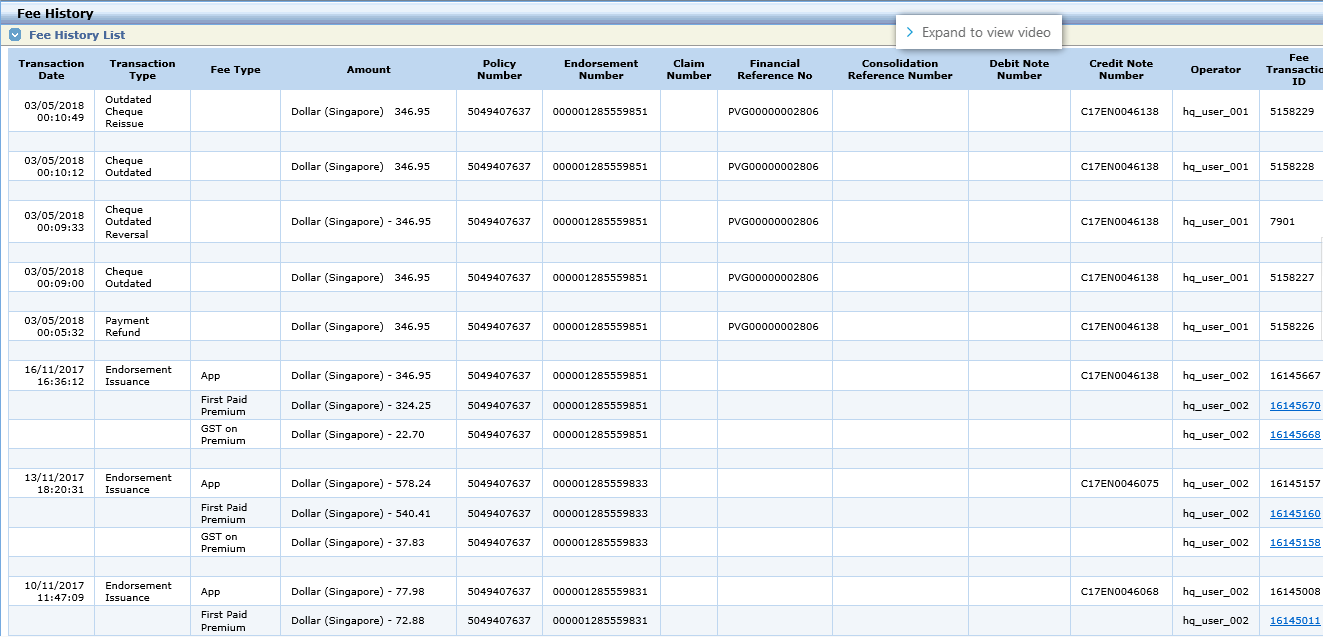 Fee History
Expand to view video
Fee History List
Transaction Date Transaction Type Fee Type Amount Policy Number Endorsement Number Claim Number Financial Reference No Consolidation Reference Number Debit Note Number Credit Note Number Operator Fee Transactio ID
03/05/2018 00:10:49 Outdated Cheque Reissue Dollar (Singapore) 346.95 5049407637 000001285559851 PVG00000002806 C17EN0046138 hq_user_001 5158229
03/05/2018 00:10:12 Cheque Outdated Dollar (Singapore) 346.95 5049407637 000001285559851 PVG00000002806 C17EN0046138 hq_user_001 5158228
03/05/2018 00:09:33 Cheque Outdated Reversal Dollar (Singapore) - 346.95 5049407637 000001285559851 PVG00000002806 C17EN0046138 hq_user_001 7901
03/05/2018 00:09:00 Cheque Outdated Dollar (Singapore) 346.95 5049407637 000001285559851 PVG00000002806 C17EN0046138 hq_user_001 5158227
03/05/2018 00:05:32 Payment Refund Dollar (Singapore) 346.95 5049407637 000001285559851 PVG00000002806 C17EN0046138 hq_user_001 5158226
16/11/2017 16:36:12 Endorsement Issuance App Dollar (Singapore) - 346.95 5049407637 000001285559851 C17EN0046138 hq_user_002 16145667
First Paid Premium Dollar (Singapore) - 324.25 5049407637 000001285559851 hq_user_002 16145670
GST on Premium Dollar (Singapore) - 22.70 5049407637 000001285559851 hq_user_002 16145668
13/11/2017 18:20:31 Endorsement Issuance App Dollar (Singapore) - 578.24 5049407637 000001285559833 C17EN0046075 hq_user_002 16145157
First Paid Premium Dollar (Singapore) - 540.41 5049407637 000001285559833 hq_user_002 16145160
GST on Premium Dollar (Singapore) - 37.83 5049407637 000001285559833 hq_user_002 16145158
10/11/2017 11:47:09 Endorsement Issuance App Dollar (Singapore) - 77.98 5049407637 000001285559831 C17EN0046068 hq_user_002 16145008
First Paid Premium Dollar (Singapore) - 72.88 5049407637 000001285559831 hq_user_002 16145011